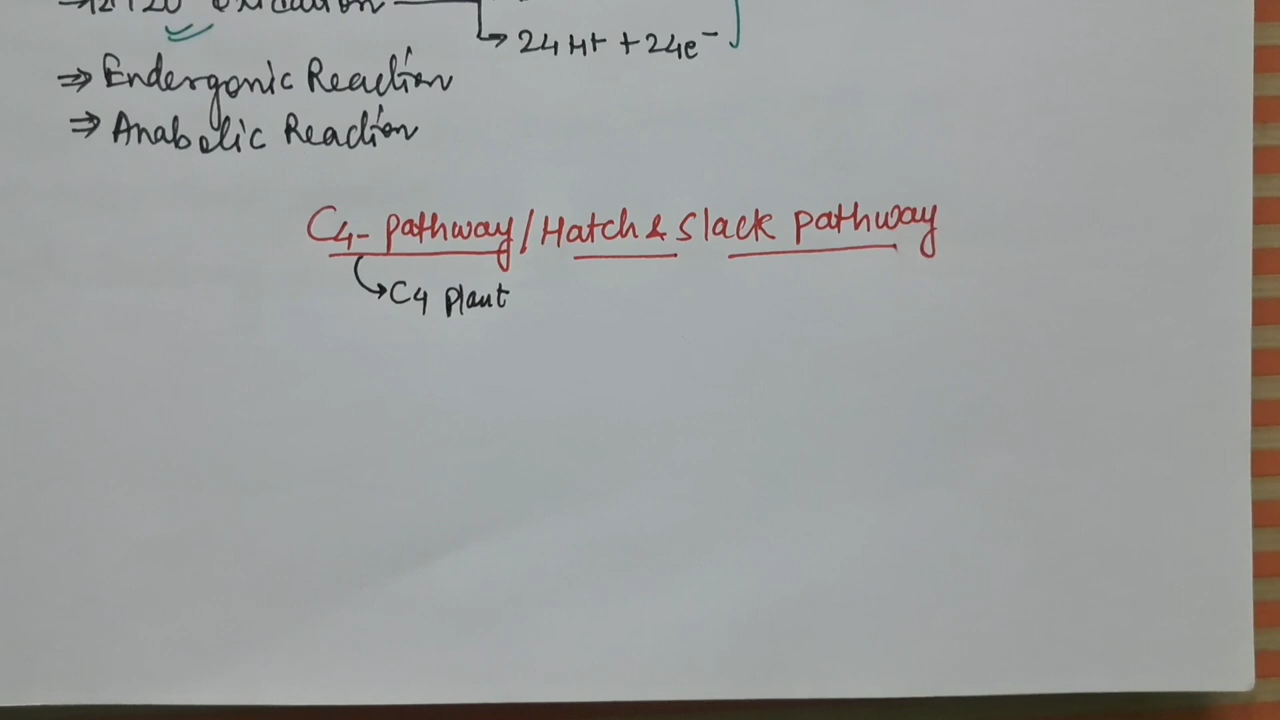 24H+ + 24e-
⇒ Endergonic Reaction
⇒ Anabolic Reaction
C4- pathway/Hatch & Slack pathway
↳ C4 plant